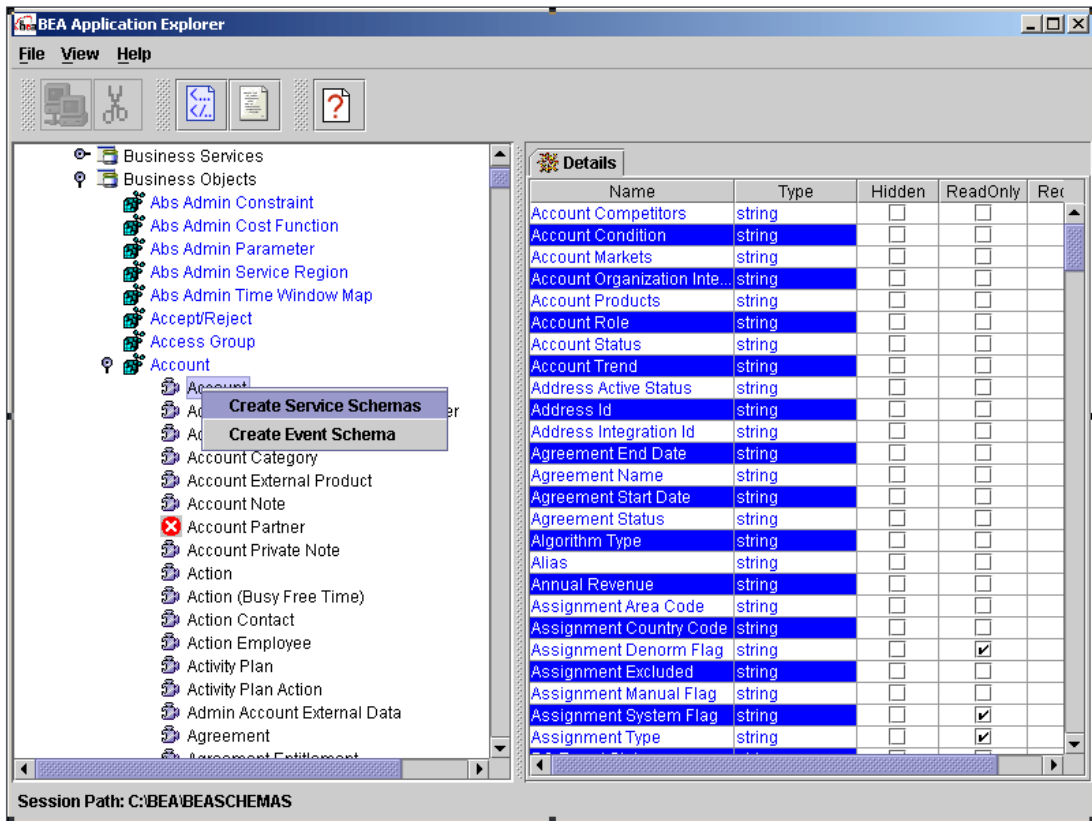 BEA Application Explorer
File View Help
Business Services
Business Objects
Abs Admin Constraint
Abs Admin Cost Function
Abs Admin Parameter
Abs Admin Service Region
Abs Admin Time Window Map
Accept/Reject
Access Group
Account
Account
Create Service Schemas
Create Event Schema
Account Category
Account External Product
Account Note
Account Partner
Account Private Note
Action
Action (Busy Free Time)
Action Contact
Action Employee
Activity Plan
Activity Plan Action
Admin Account External Data
Agreement
Agreement Entitlement
Details
Name Type Hidden ReadOnly Rec
Account Competitors string
Account Condition string
Account Markets string
Account Organization Inte... string
Account Products string
Account Role string
Account Status string
Account Trend string
Address Active Status string
Address Id string
Address Integration Id string
Agreement End Date string
Agreement Name string
Agreement Start Date string
Agreement Status string
Algorithm Type string
Alias string
Annual Revenue string
Assignment Area Code string
Assignment Country Code string
Assignment Denorm Flag string
Assignment Excluded string
Assignment Manual Flag string
Assignment System Flag string
Assignment Type string
Session Path: C:\BEA\BEASCHEMAS